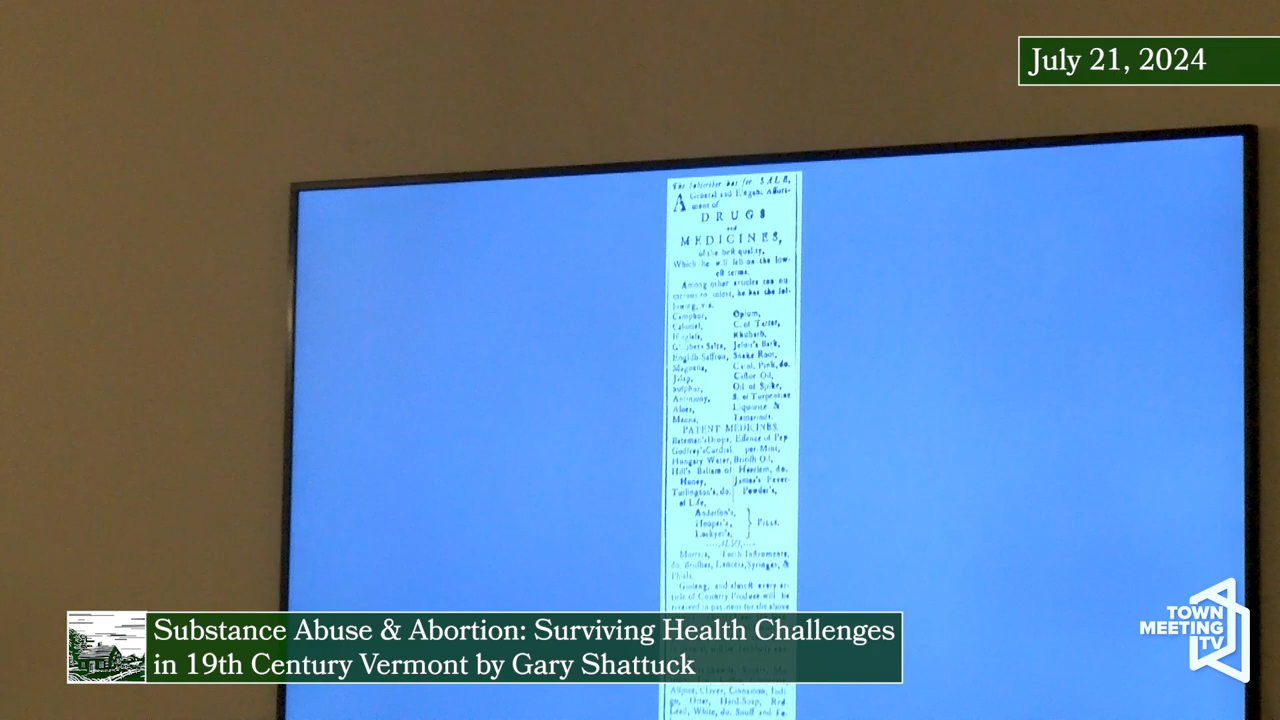 July 21, 2024
The subscriber has for SALE,
A General and Elegant Assort-
ment of
DRUGS
and
MEDICINES,
of the best quality,
Which he will sell on the low-
est terms.
Among other articles too nu-
merous to insert, he has the fol-
lowing, viz.
Camphor, Opium,
Calomel, C. of Tartar,
Rhubarb,
Glaubers Salts, Jesuit's Bark,
English Saffron, Snake Root,
Magnesia, Carol. Pink, do.
Jalap, Castor Oil,
Sulphur, Oil of Spike,
Antimony, S. of Turpentine
Aloes, Liquorice &
Manna, Tamarinds.
PATENT MEDICINES.
Bateman's Drops, Essence of Pep
Godfrey's Cordial per-Mint,
Hungary Water, British Oil,
Hill's Balsam of Haerlem, do.
Honey, James's Fever
Turlington's, do. Powder's,
of Life,
Anderson's,
Hooper's, } PILLS.
Lockyer's,
ALSO,
Mortars, Teeth Instruments,
do. Brushes, Lancets, Syringes, &
Phials.
Ginseng, and almost every ar-
ticle of Country Produce will be
received in payment for the above
Substance Abuse & Abortion: Surviving Health Challenges
in 19th Century Vermont by Gary Shattuck
Allspice, Cloves, Cinnamon, Indi-
go, Hard-Soap, Red
Lead, White, do. Snuff and To-
TOWN
MEETING
TV